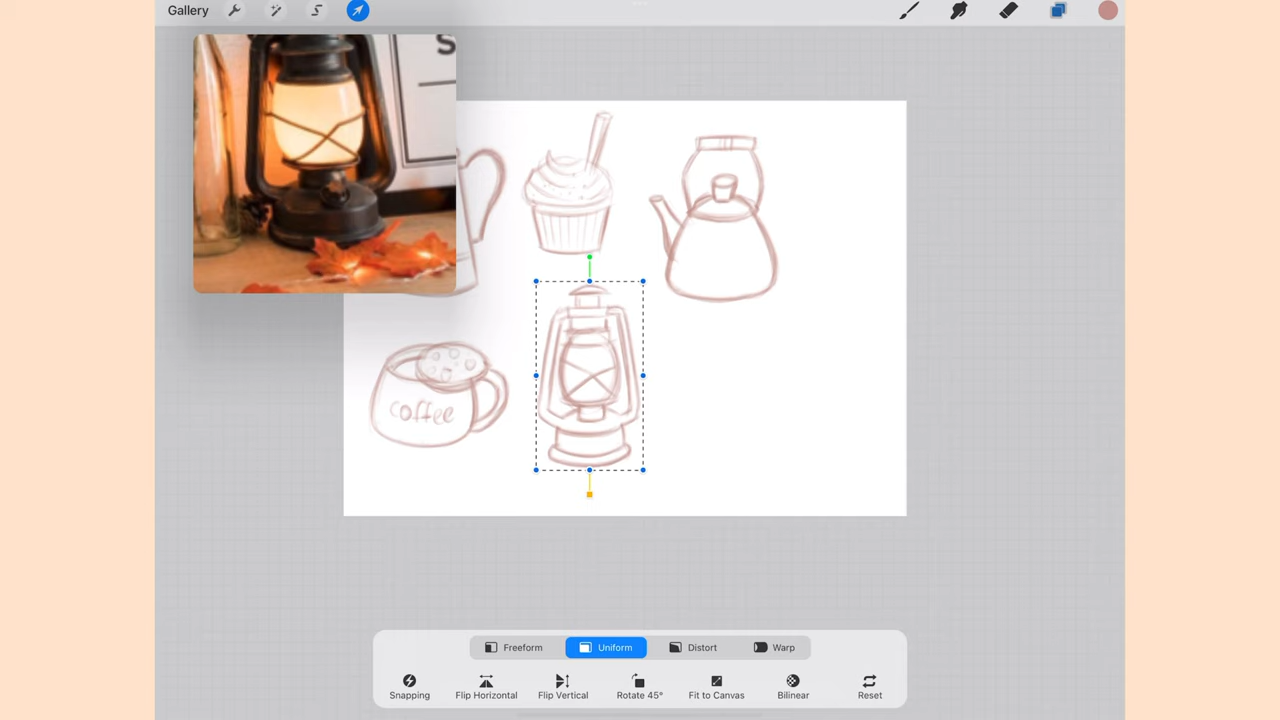 Gallery
S
coffee
Freeform Uniform Distort Warp
Snapping Flip Horizontal Flip Vertical Rotate 45° Fit to Canvas Bilinear Reset